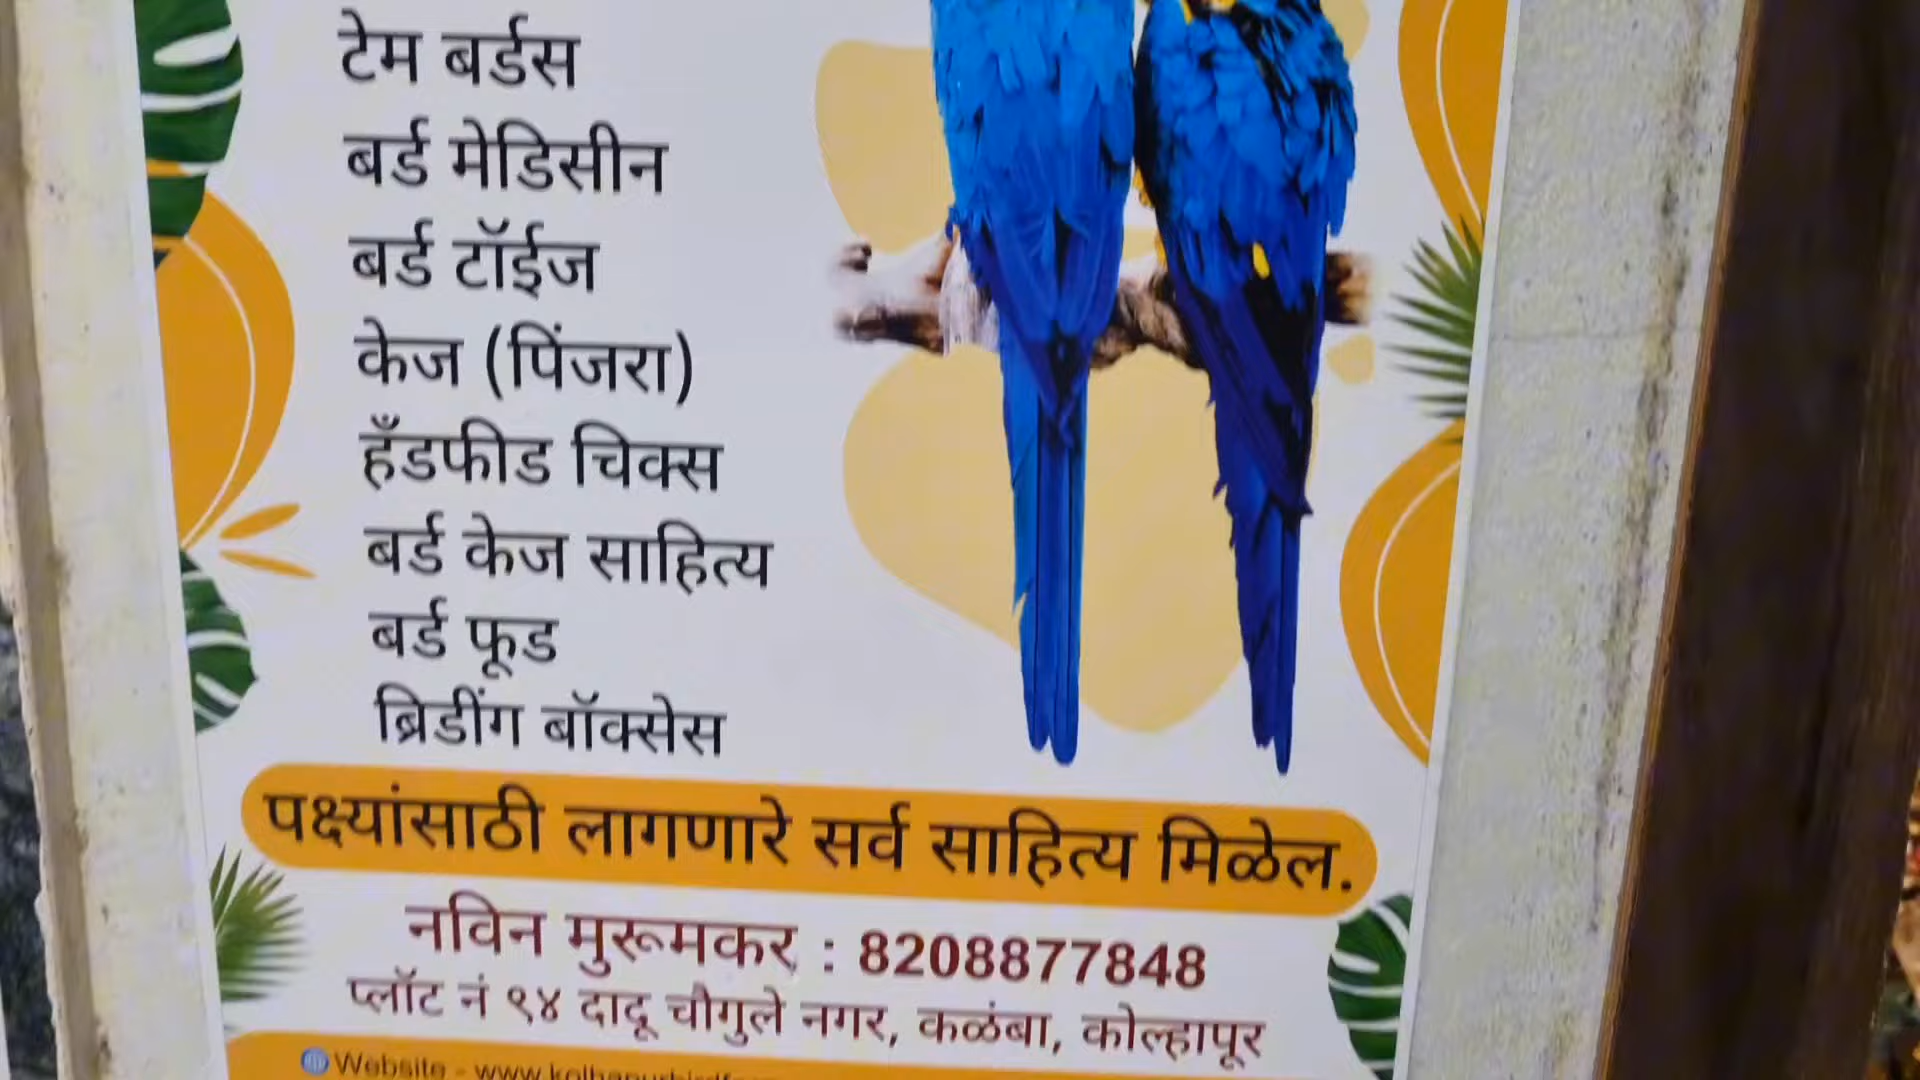 टेम बर्डस
बर्ड मेडिसीन
बर्ड टॉईज
केज (पिंजरा)
हँडफीड चिक्स
बर्ड केज साहित्य
बर्ड फूड
ब्रिडींग बॉक्सेस
पक्ष्यांसाठी लागणारे सर्व साहित्य मिळेल.
नविन मुरूमकर : 8208877848
प्लॉट नं ९४ दादू चौगुले नगर, कळंबा, कोल्हापूर
Website -